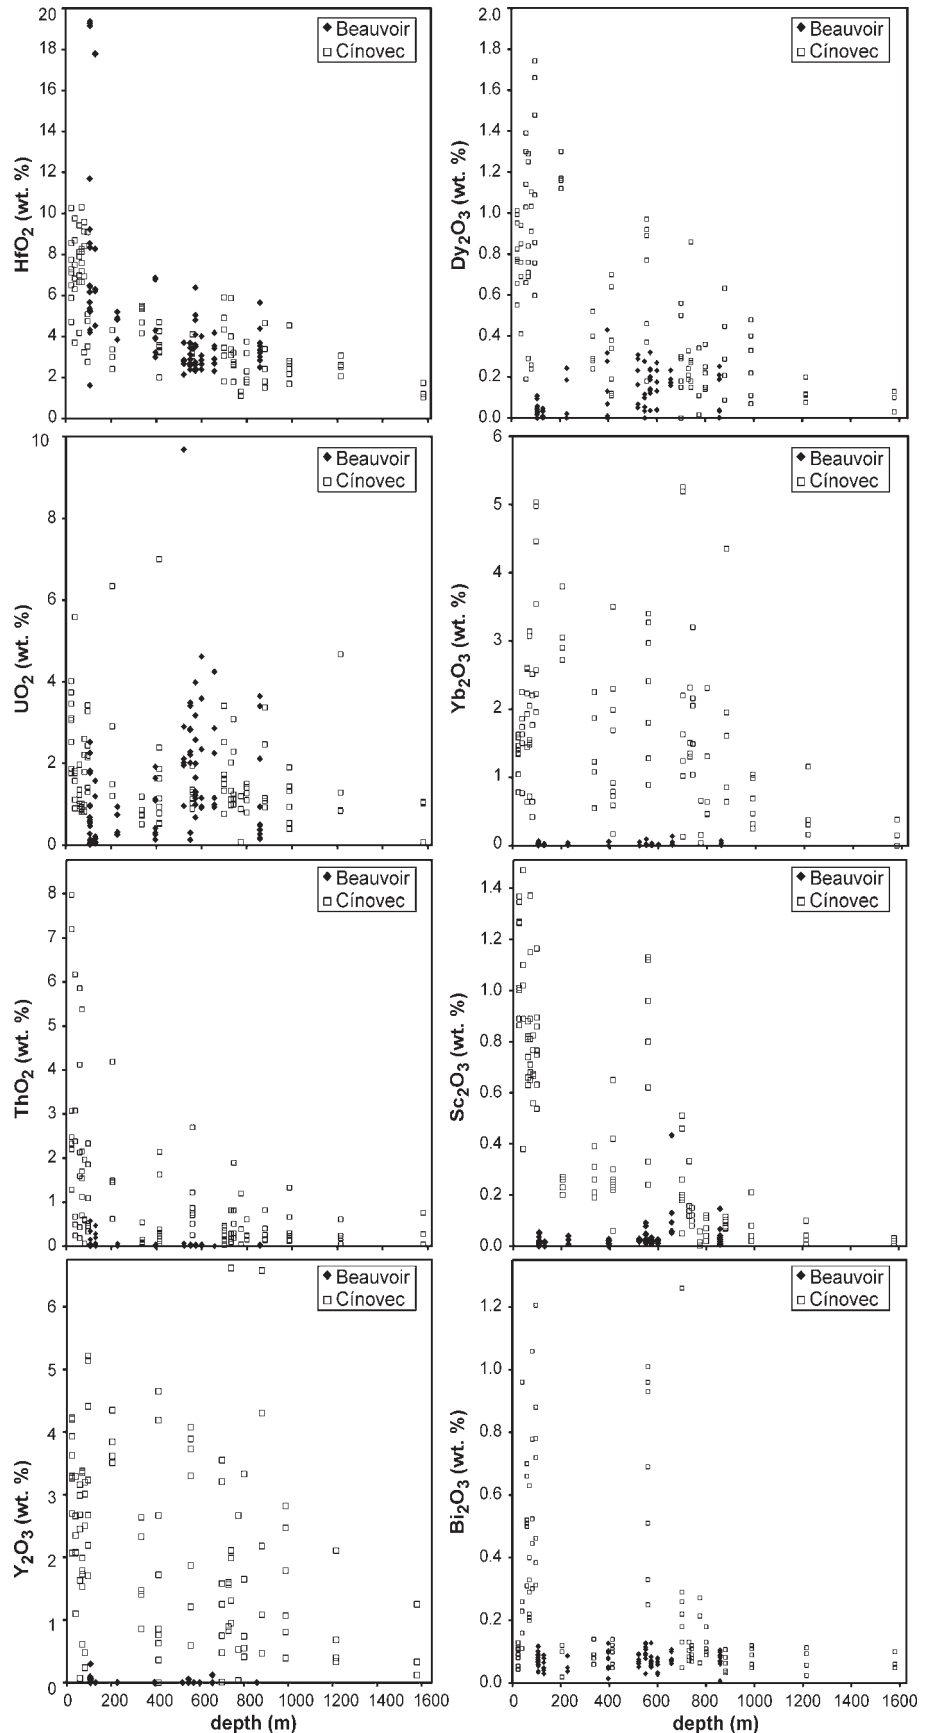 HfO2 (wt. %)
20
18
16
14
12
10
8
6
4
2
0
Beauvoir
Cínovec
Dy2O3 (wt. %)
2.0
1.8
1.6
1.4
1.2
1.0
0.8
0.6
0.4
0.2
0.0
Beauvoir
Cínovec
UO2 (wt. %)
10
8
6
4
2
0
Beauvoir
Cínovec
Yb2O3 (wt. %)
6
5
4
3
2
1
0
Beauvoir
Cínovec
ThO2 (wt. %)
8
7
6
5
4
3
2
1
0
Beauvoir
Cínovec
Sc2O3 (wt. %)
1.4
1.2
1.0
0.8
0.6
0.4
0.2
0.0
Beauvoir
Cínovec
Y2O3 (wt. %)
6
5
4
3
2
1
0
Beauvoir
Cínovec
0 200 400 600 800 1000 1200 1400 1600
depth (m)
Bi2O3 (wt. %)
1.2
1.0
0.8
0.6
0.4
0.2
0.0
Beauvoir
Cínovec
0 200 400 600 800 1000 1200 1400 1600
depth (m)